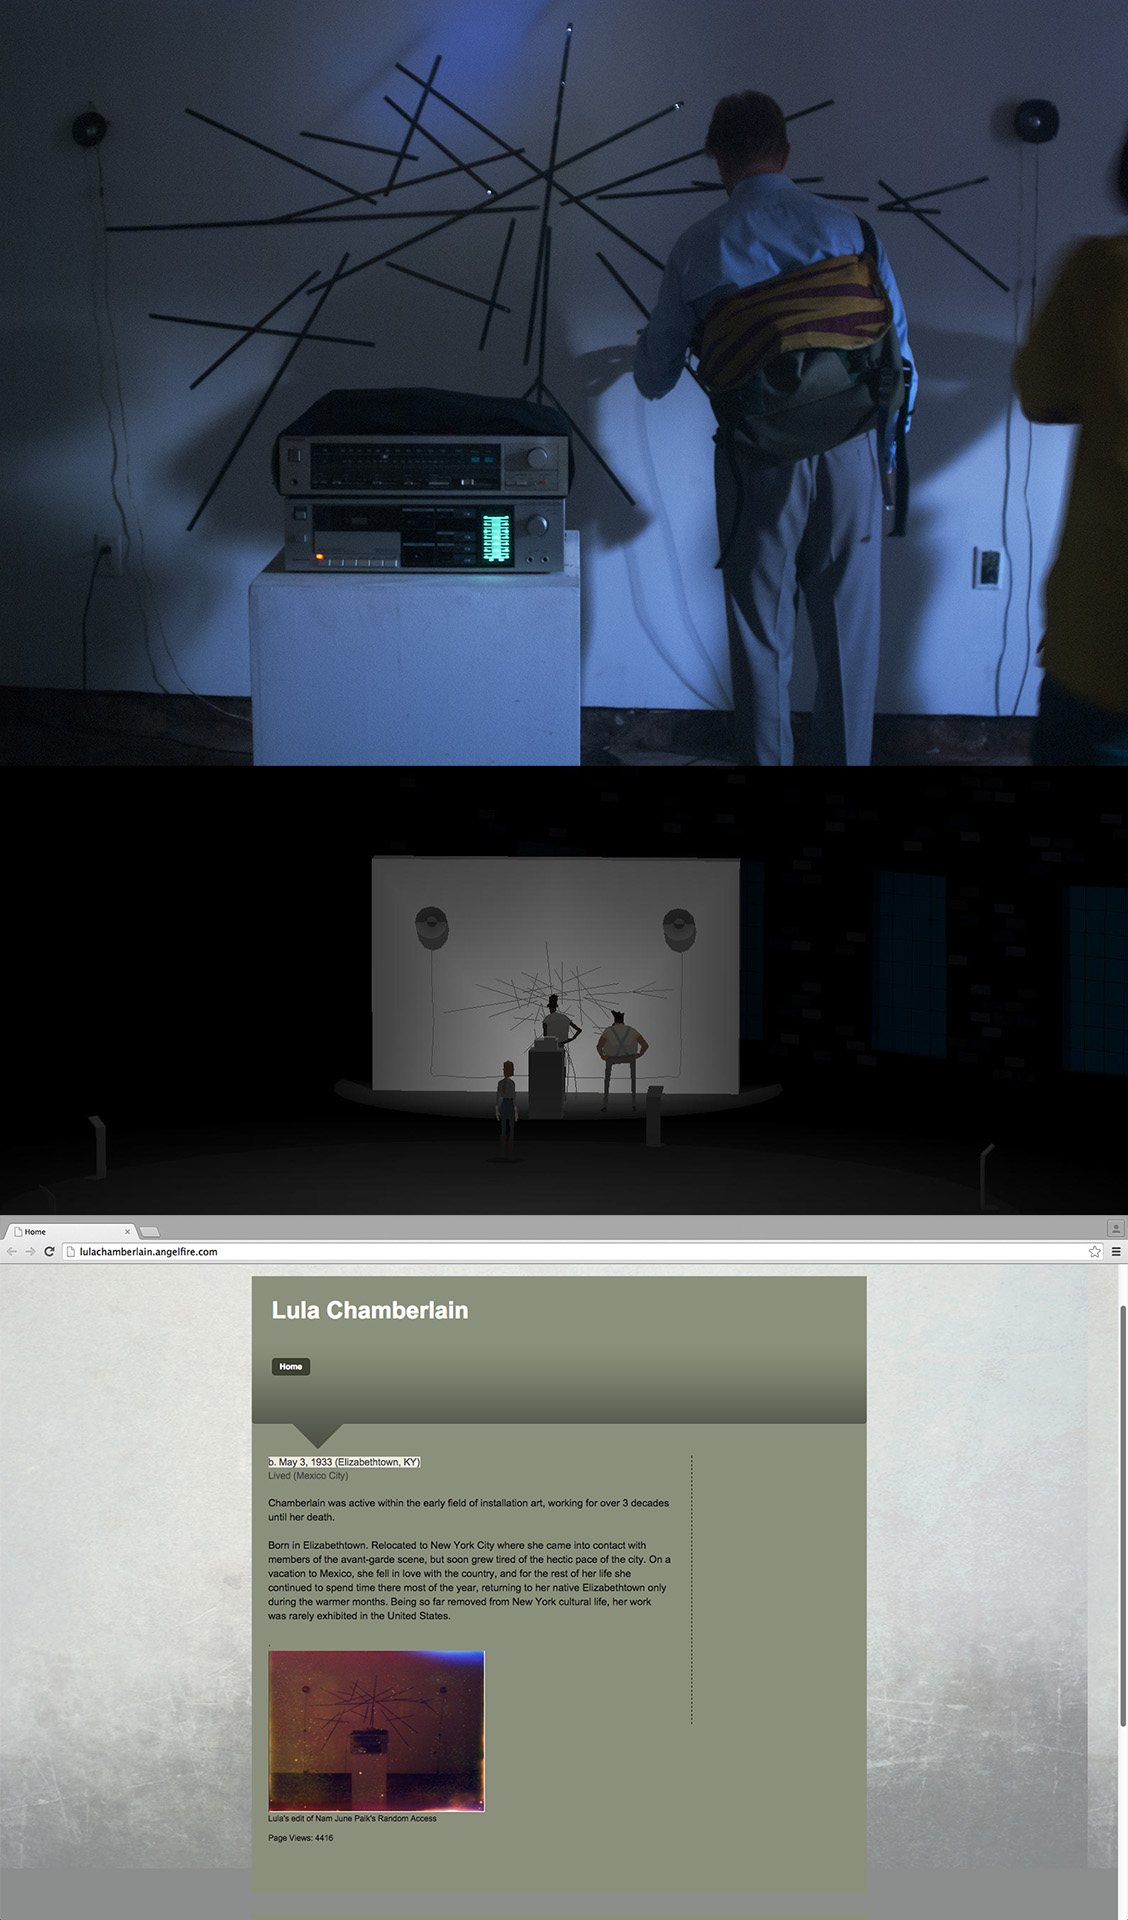 Home
lulachamberlain.angelfire.com
Lula Chamberlain
Home
b. May 3, 1933 (Elizabethtown, KY)
Lived (Mexico City)
Chamberlain was active within the early field of installation art, working for over 3 decades
until her death.
Born in Elizabethtown. Relocated to New York City where she came into contact with
members of the avant-garde scene, but soon grew tired of the hectic pace of the city. On a
vacation to Mexico, she fell in love with the country, and for the rest of her life she
continued to spend time there most of the year, returning to her native Elizabethtown only
during the warmer months. Being so far removed from New York cultural life, her work
was rarely exhibited in the United States.
.
Lula's edit of Nam June Paik's Random Access
Page Views: 4416